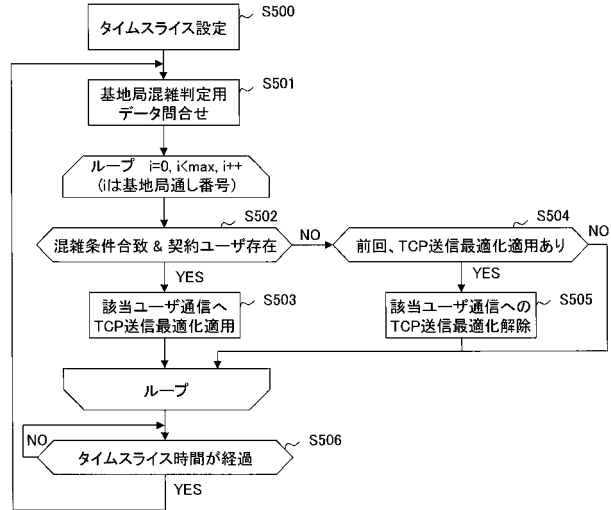 タイムスライス設定
S500
基地局混雑判定用
データ問合せ
S501
ループ i=0, i<max, i++
(iは基地局通し番号)
S502
混雑条件合致 & 契約ユーザ存在
NO
S504
前回、TCP送信最適化適用あり
NO
YES
YES
S503
該当ユーザ通信へ
TCP送信最適化適用
S505
該当ユーザ通信への
TCP送信最適化解除
ループ
NO
S506
タイムスライス時間が経過
YES